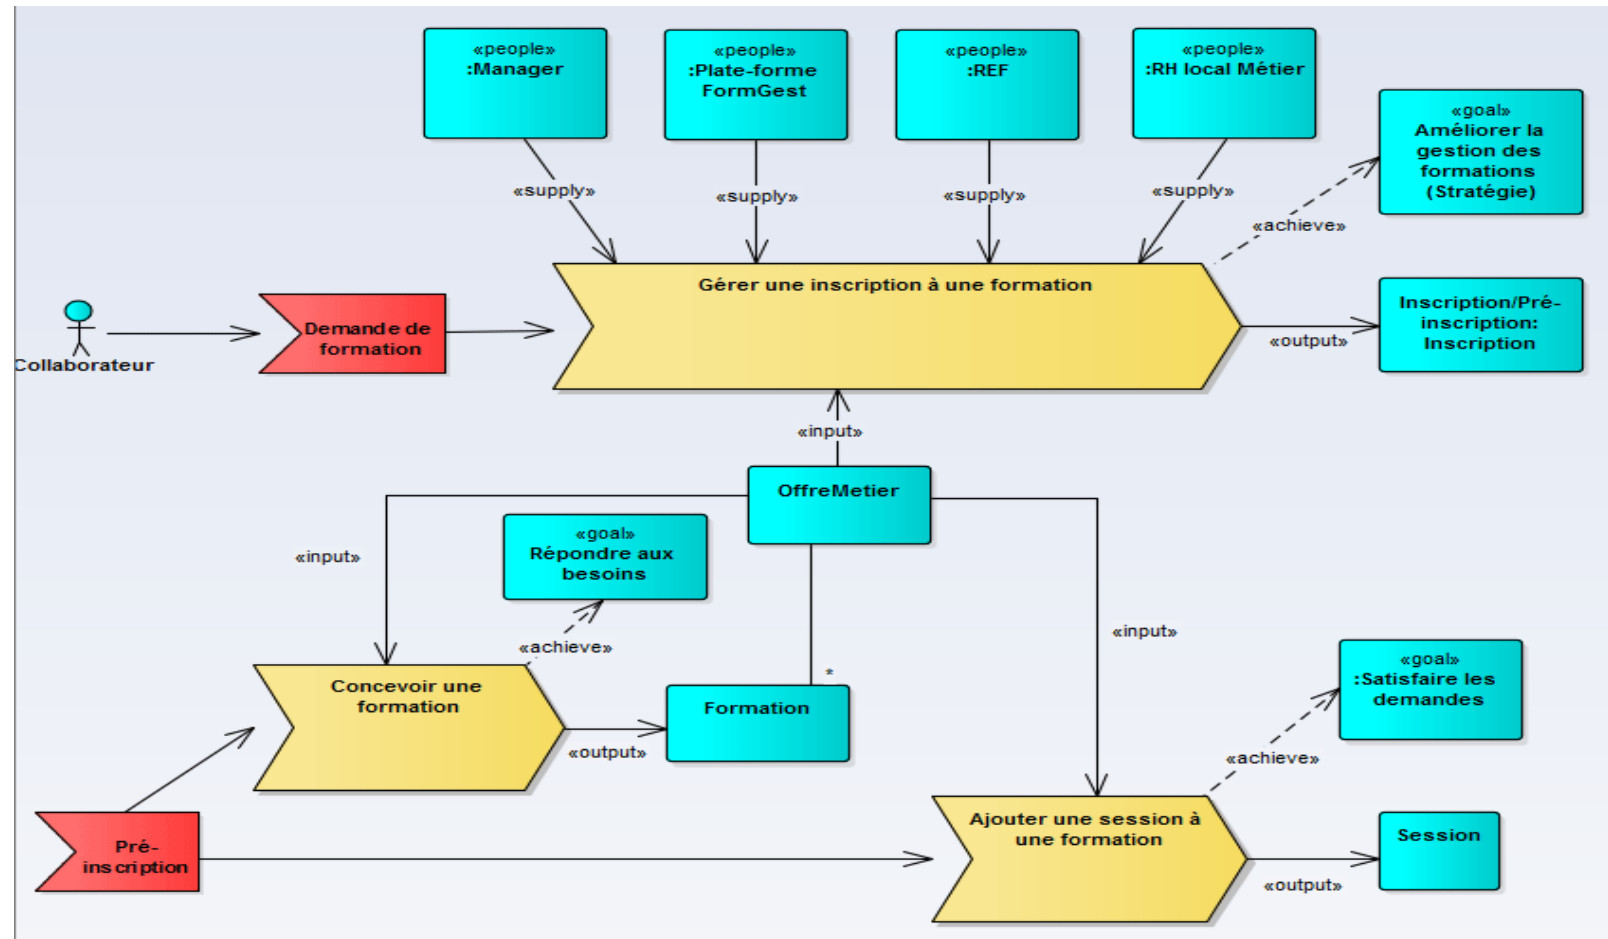 «people»
:Manager
«people»
:Plate-forme
FormGest
«people»
:REF
«people»
:RH local Métier
«goal»
Améliorer la
gestion des
formations
(Stratégie)
«supply»
«supply»
«supply»
«supply»
«achieve»
Gérer une inscription à une formation
Collaborateur
Demande de
formation
Inscription/Pré-
inscription:
Inscription
«output»
«input»
OffreMetier
«input»
«goal»
Répondre aux
besoins
«achieve»
«input»
*
Concevoir une
formation
«output»
Formation
«goal»
:Satisfaire les
demandes
«achieve»
Pré-
inscription
Ajouter une session à
une formation
Session
«output»